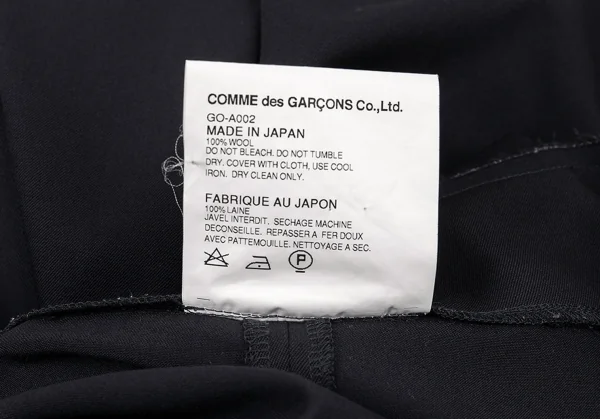 COMME des GARÇONS Co.,Ltd.
GO-A002
MADE IN JAPAN
100% WOOL
DO NOT BLEACH. DO NOT TUMBLE
DRY. COVER WITH CLOTH, USE COOL
IRON. DRY CLEAN ONLY.
FABRIQUE AU JAPON
100% LAINE
JAVEL INTERDIT. SECHAGE MACHINE
DECONSEILLE. REPASSER A FER DOUX
AVEC PATTEMOUILLE. NETTOYAGE A SEC.
P